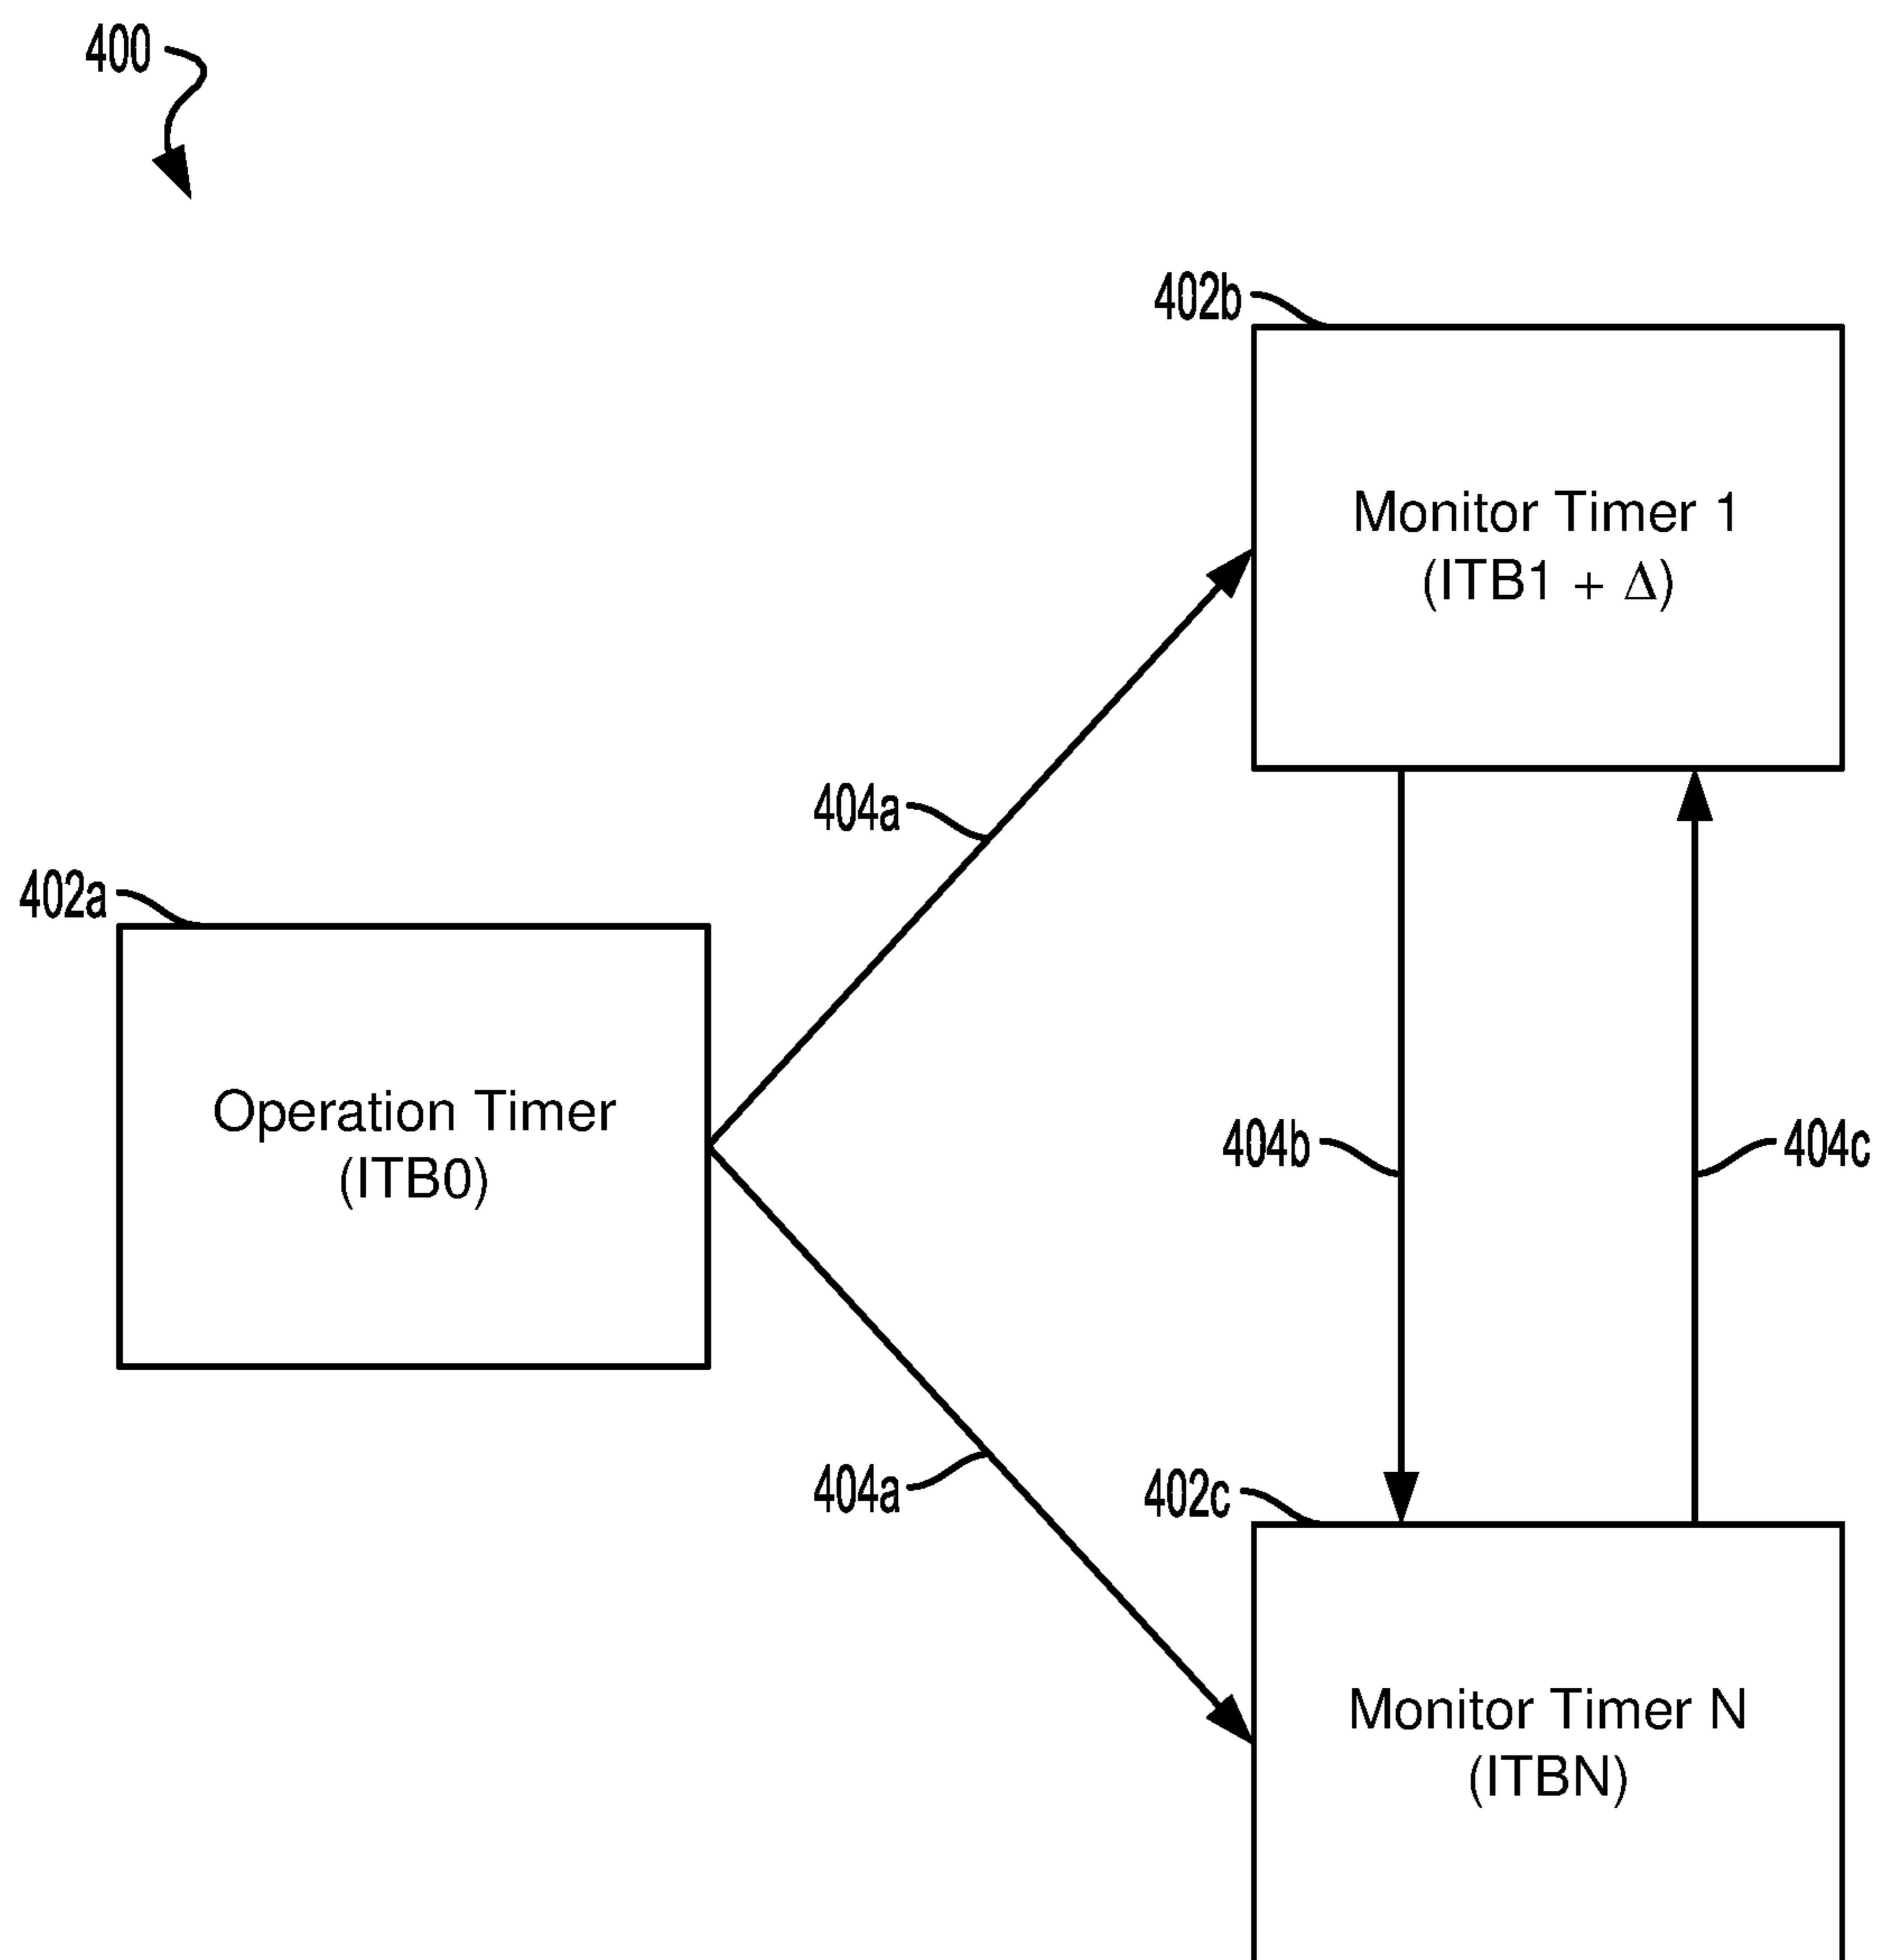 400
402b
Monitor Timer 1
(ITB1 + Δ)
404a
402a
Operation Timer
(ITB0)
404b
404c
404a
402c
Monitor Timer N
(ITBN)